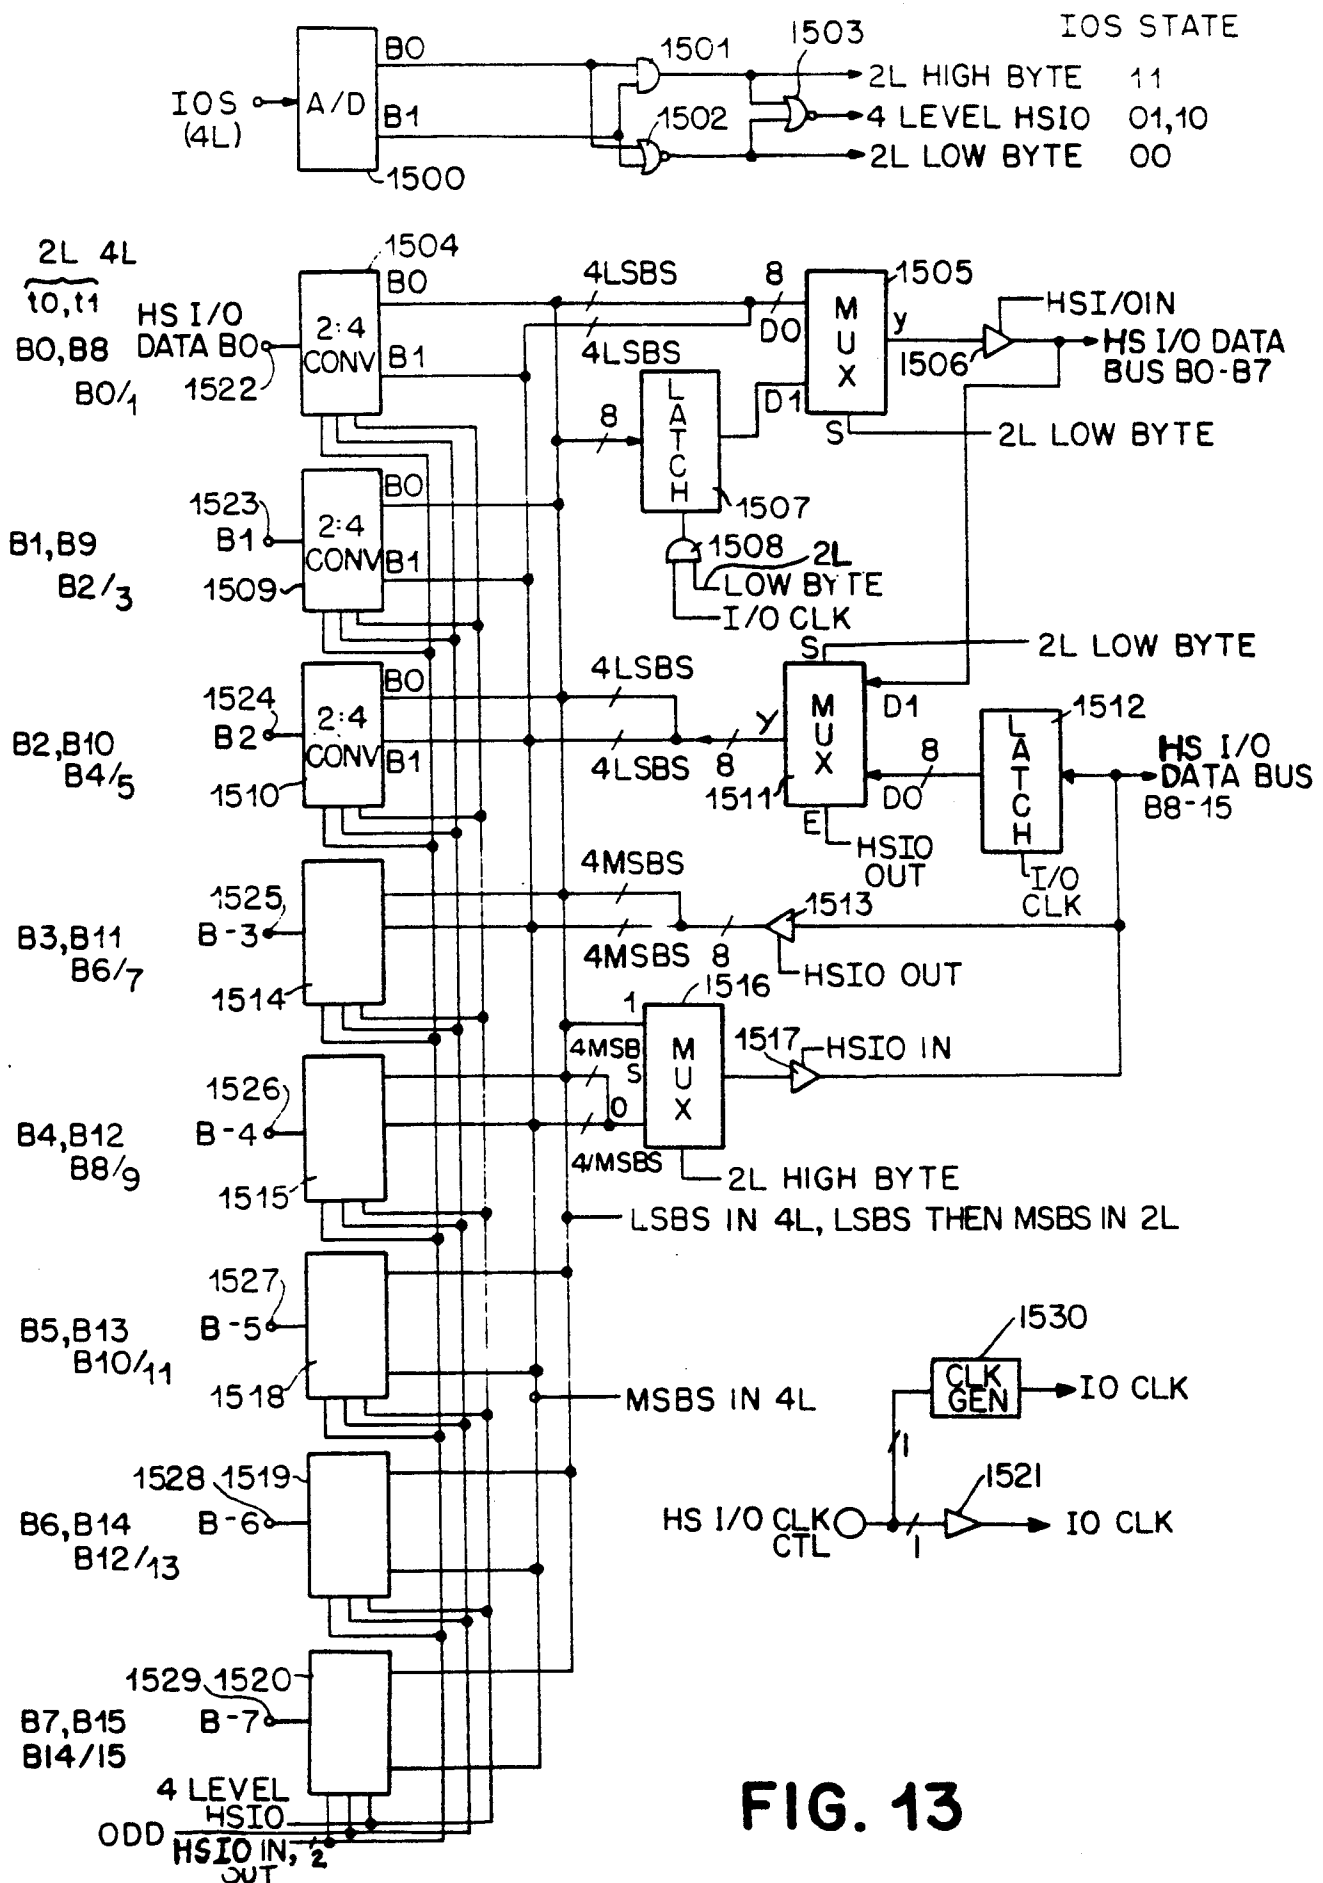 IOS STATE
1503
1501
B0
2L HIGH BYTE 11
IOS
(4L)
A/D
B1
1502
4 LEVEL HSIO 01,10
2L LOW BYTE 00
1500
2L 4L
t0,t1
1504
B0
4LSBS
8
1505
HSI/OIN
HS I/O
DATA B0
2:4
CONV
B0,B8
B0/1
1522
B1
4LSBS
D0
MUX
y
1506
HS I/O DATA
BUS B0-B7
8
LATCH
D1
S
2L LOW BYTE
1507
1523
B1
B0
2:4
CONV
B1
B1,B9
B2/3
1509
1508
2L
LOW BYTE
I/O CLK
S
2L LOW BYTE
1524
B2
B0
2:4
CONV
B1
4LSBS
4LSBS
B2,B10
B4/5
1510
y
8
MUX
1511
D1
D0
8
LATCH
1512
HS I/O
DATA BUS
B8-15
E
HSIO
OUT
I/O
CLK
1525
B-3
4MSBS
4MSBS
8
1513
HSIO OUT
B3,B11
B6/7
1514
1516
1
4MSB
S
0
4/MSBS
MUX
1517
HSIO IN
1526
B-4
B4,B12
B8/9
1515
2L HIGH BYTE
LSBS IN 4L, LSBS THEN MSBS IN 2L
1527
B-5
B5,B13
B10/11
1518
MSBS IN 4L
1530
CLK
GEN
IO CLK
1
1528 1519
B-6
B6,B14
B12/13
HS I/O CLK
CTL
1
1521
IO CLK
1529 1520
B-7
B7,B15
B14/15
4 LEVEL
HSIO
ODD
HSIO IN, 2
OUT
FIG. 13